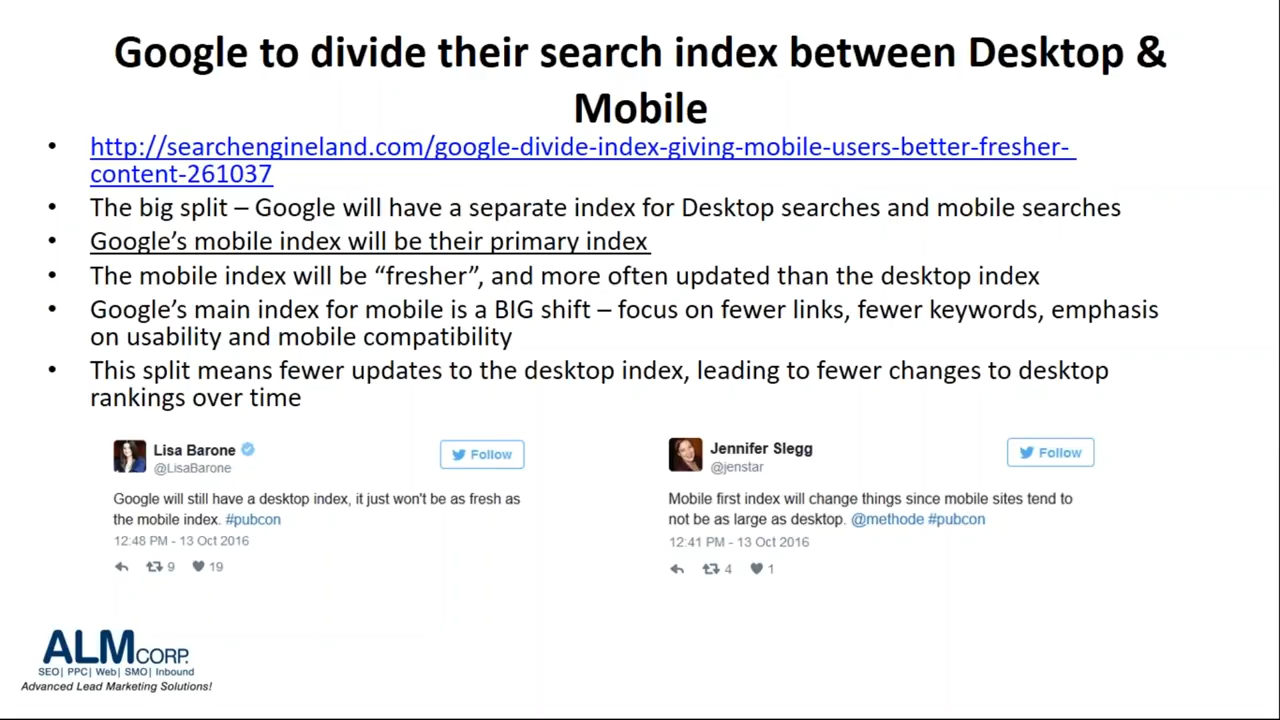 Google to divide their search index between Desktop &
Mobile
• http://searchengineland.com/google-divide-index-giving-mobile-users-better-fresher-
content-261037
• The big split – Google will have a separate index for Desktop searches and mobile searches
• Google’s mobile index will be their primary index
• The mobile index will be “fresher”, and more often updated than the desktop index
• Google’s main index for mobile is a BIG shift – focus on fewer links, fewer keywords, emphasis
on usability and mobile compatibility
• This split means fewer updates to the desktop index, leading to fewer changes to desktop
rankings over time
Lisa Barone
@LisaBarone
Follow
Google will still have a desktop index, it just won't be as fresh as
the mobile index. #pubcon
12:48 PM - 13 Oct 2016
9 19
Jennifer Slegg
@jenstar
Follow
Mobile first index will change things since mobile sites tend to
not be as large as desktop. @methode #pubcon
12:41 PM - 13 Oct 2016
4 1
ALM CORP.
SEO| PPC| Web| SMO| Inbound
Advanced Lead Marketing Solutions!